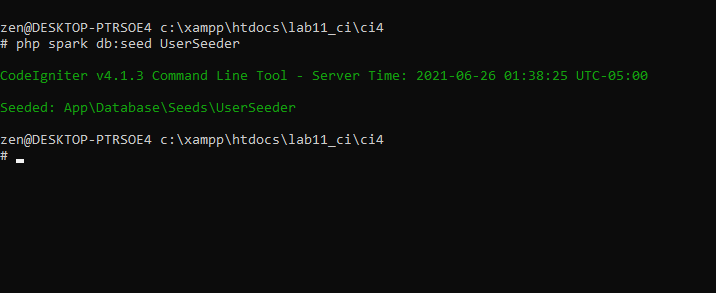 zen@DESKTOP-PTRSOE4 c:\xampp\htdocs\lab11_ci\ci4
# php spark db:seed UserSeeder
CodeIgniter v4.1.3 Command Line Tool - Server Time: 2021-06-26 01:38:25 UTC-05:00
Seeded: App\Database\Seeds\UserSeeder
zen@DESKTOP-PTRSOE4 c:\xampp\htdocs\lab11_ci\ci4
#